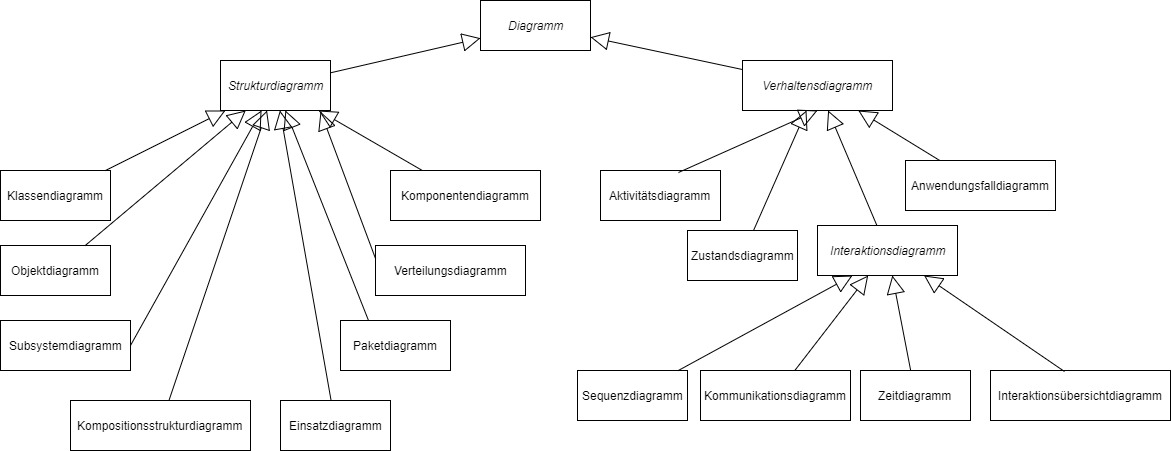 Diagramm
Strukturdiagramm
Verhaltensdiagramm
Klassendiagramm
Komponentendiagramm
Aktivitätsdiagramm
Anwendungsfalldiagramm
Objektdiagramm
Verteilungsdiagramm
Zustandsdiagramm
Interaktionsdiagramm
Subsystemdiagramm
Paketdiagramm
Sequenzdiagramm
Kommunikationsdiagramm
Zeitdiagramm
Interaktionsübersichtdiagramm
Kompositionsstrukturdiagramm
Einsatzdiagramm